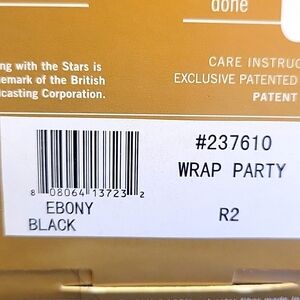 done
ing with the Stars is
emark of the British
casting Corporation.
CARE INSTRUC
EXCLUSIVE PATENTED
PATENT
#237610
WRAP PARTY
8 08064 13723 2
EBONY
BLACK
R2